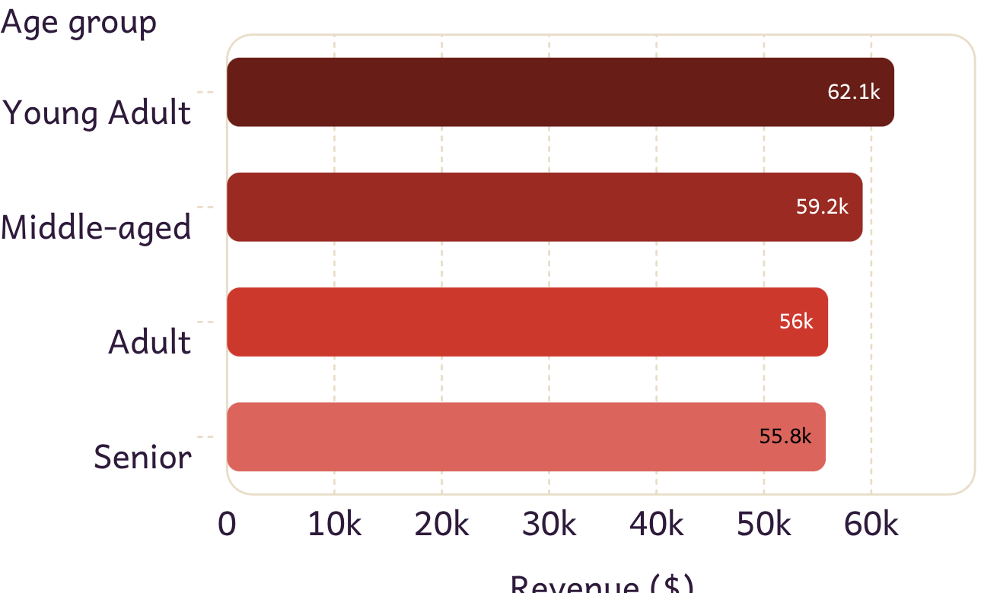 Age group
Young Adult
62.1k
Middle-aged
59.2k
Adult
56k
Senior
55.8k
0 10k 20k 30k 40k 50k 60k
Revenue ($)